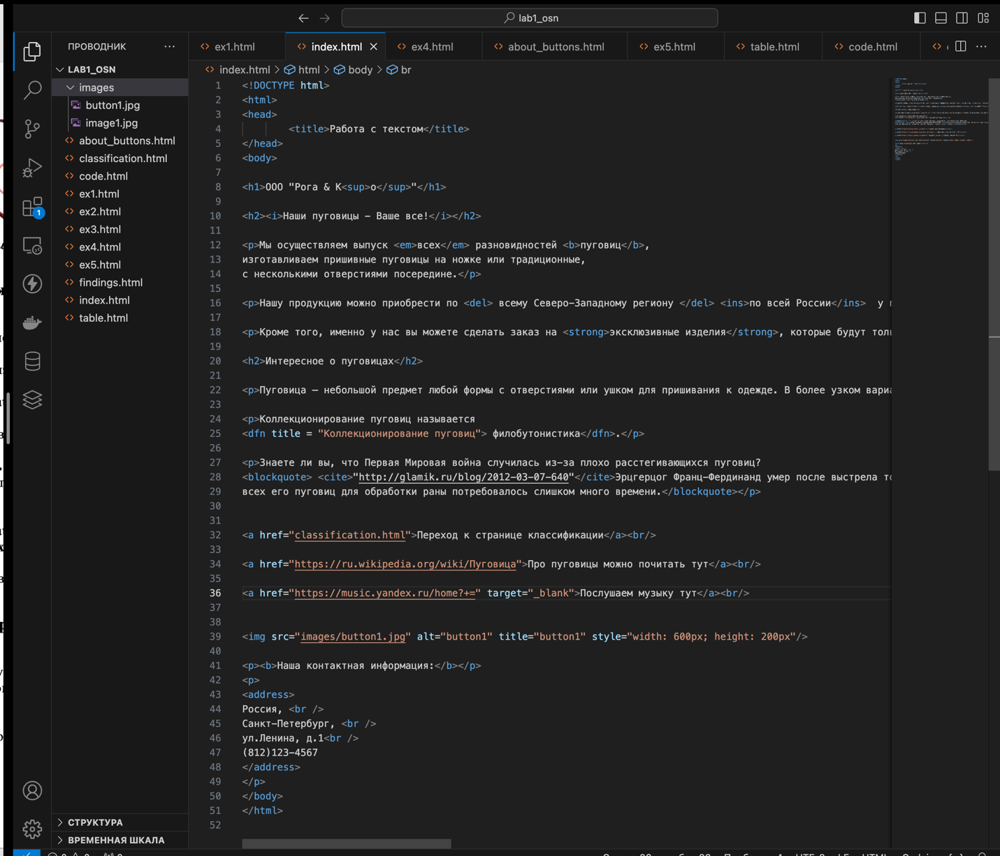 lab1_osn
ПРОВОДНИК
LAB1_OSN
images
button1.jpg
image1.jpg
about_buttons.html
classification.html
code.html
ex1.html
ex2.html
ex3.html
ex4.html
ex5.html
findings.html
index.html
table.html
СТРУКТУРА
ВРЕМЕННАЯ ШКАЛА
1
ex1.html index.html ex4.html about_buttons.html ex5.html table.html code.html
index.html > html > body > br
1 <!DOCTYPE html>
2 <html>
3 <head>
4 <title>Работа с текстом</title>
5 </head>
6 <body>
7
8 <h1>ООО "Рога & К<sup>о</sup>"</h1>
9
10 <h2><i>Наши пуговицы – Ваше все!</i></h2>
11
12 <p>Мы осуществляем выпуск <em>всех</em> разновидностей <b>пуговиц</b>,
13 изготавливаем пришивные пуговицы на ножке или традиционные,
14 с несколькими отверстиями посередине.</p>
15
16 <p>Нашу продукцию можно приобрести по <del> всему Северо-Западному региону </del> <ins>по всей России</ins> у
17
18 <p>Кроме того, именно у нас вы можете сделать заказ на <strong>эксклюзивные изделия</strong>, которые будут
19
20 <h2>Интересное о пуговицах</h2>
21
22 <p>Пуговица — небольшой предмет любой формы с отверстиями или ушком для пришивания к одежде. В более узком
23
24 <p>Коллекционирование пуговиц называется
25 <dfn title = "Коллекционирование пуговиц"> филобутонистика</dfn>.</p>
26
27 <p>Знаете ли вы, что Первая Мировая война случилась из-за плохо расстегивающихся пуговиц?
28 <blockquote> <cite>"http://glamik.ru/blog/2012-03-07-640"</cite>Эрцгерцог Франц-Фердинанд умер после выстрела
29 всех его пуговиц для обработки раны потребовалось слишком много времени.</blockquote></p>
30
31
32 <a href="classification.html">Переход к странице классификации</a><br/>
33
34 <a href="https://ru.wikipedia.org/wiki/Пуговица">Про пуговицы можно почитать тут</a><br/>
35
36 <a href="https://music.yandex.ru/home?+=" target="_blank">Послушаем музыку тут</a><br/>
37
38
39 <img src="images/button1.jpg" alt="button1" title="button1" style="width: 600px; height: 200px"/>
40
41 <p><b>Наша контактная информация:</b></p>
42 <p>
43 <address>
44 Россия, <br />
45 Санкт-Петербург, <br />
46 ул.Ленина, д.1<br />
47 (812)123-4567
48 </address>
49 </p>
50 </body>
51 </html>
52